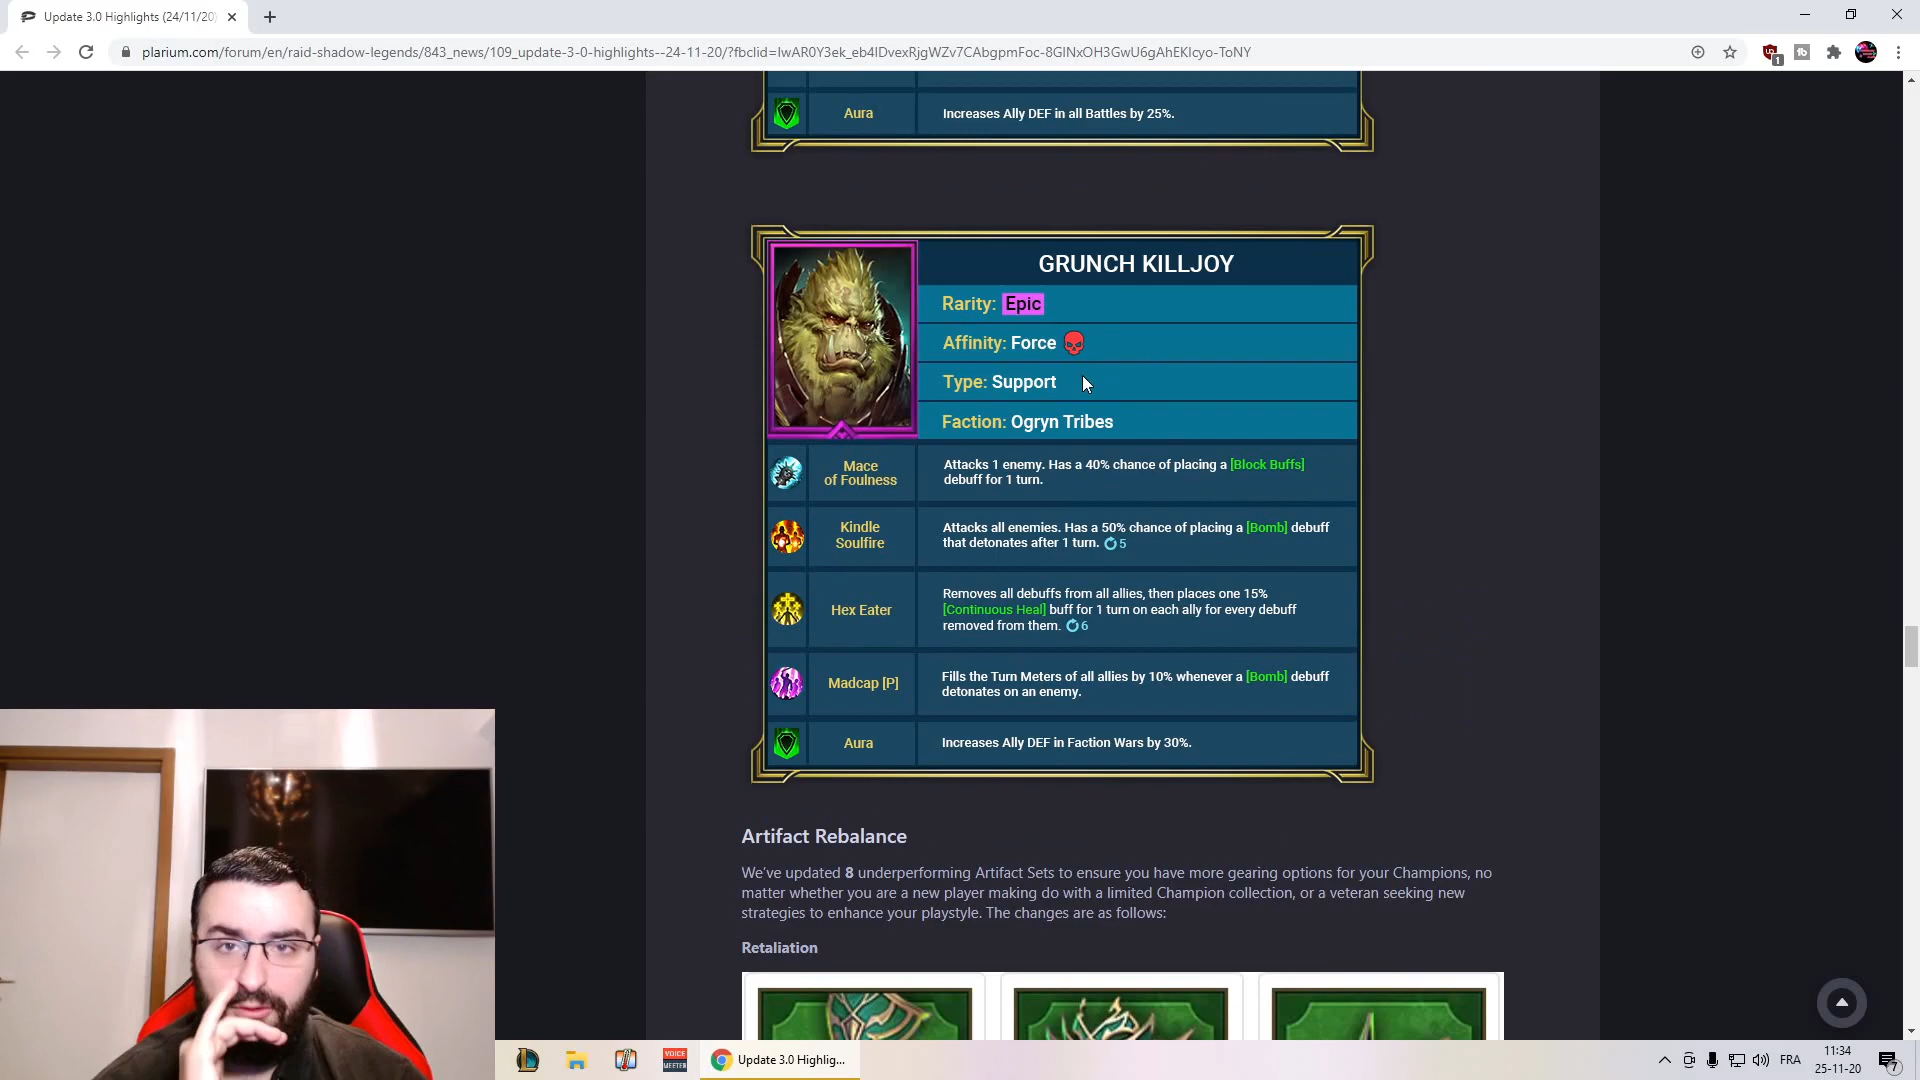 Update 3.0 Highlights (24/11/20)
plarium.com/forum/en/raid-shadow-legends/843_news/109_update-3-0-highlights--24-11-20/?fbclid=IwAR0Y3ek_eb4IDvexRjgWZv7CAbgpmFoc-8GlNxOH3GwU6gAhEKlcyo-ToNY
1
Aura
Increases Ally DEF in all Battles by 25%.
GRUNCH KILLJOY
Rarity: Epic
Affinity: Force
Type: Support
Faction: Ogryn Tribes
Mace
of Foulness
Attacks 1 enemy. Has a 40% chance of placing a [Block Buffs]
debuff for 1 turn.
Kindle
Soulfire
Attacks all enemies. Has a 50% chance of placing a [Bomb] debuff
that detonates after 1 turn. 5
Hex Eater
Removes all debuffs from all allies, then places one 15%
[Continuous Heal] buff for 1 turn on each ally for every debuff
removed from them. 6
Madcap [P]
Fills the Turn Meters of all allies by 10% whenever a [Bomb] debuff
detonates on an enemy.
Aura
Increases Ally DEF in Faction Wars by 30%.
Artifact Rebalance
We've updated 8 underperforming Artifact Sets to ensure you have more gearing options for your Champions, no
matter whether you are a new player making do with a limited Champion collection, or a veteran seeking new
strategies to enhance your playstyle. The changes are as follows:
Retaliation
VOICE
MEETER
Update 3.0 Highlig...
FRA
11:34
25-11-20
7